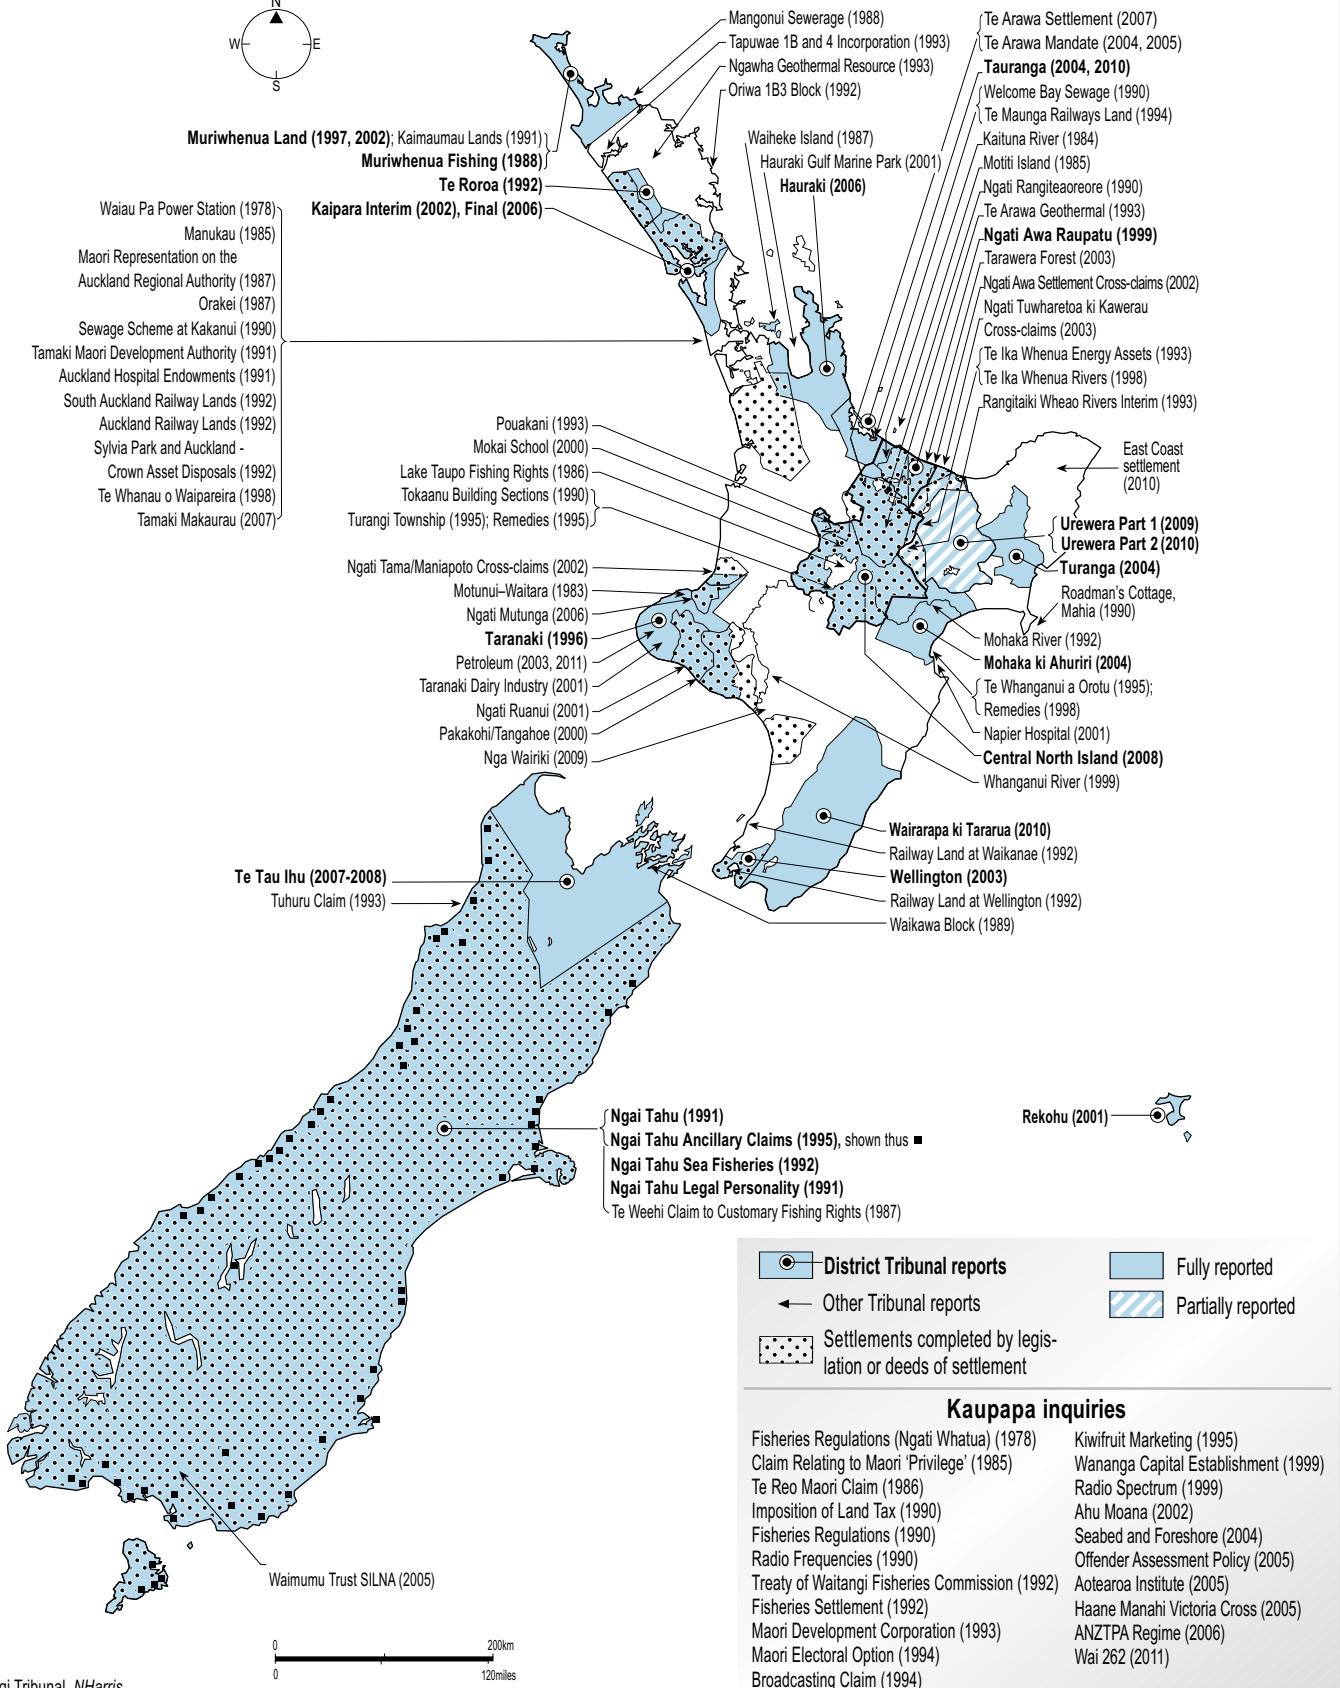 N
W
E
S
Mangonui Sewerage (1988)
Tapuwae 1B and 4 Incorporation (1993)
Ngawha Geothermal Resource (1993)
Oriwa 1B3 Block (1992)
Muriwhenua Land (1997, 2002); Kaimaumau Lands (1991)
Muriwhenua Fishing (1988)
Te Roroa (1992)
Kaipara Interim (2002), Final (2006)
Waiheke Island (1987)
Hauraki Gulf Marine Park (2001)
Hauraki (2006)
Te Arawa Settlement (2007)
Te Arawa Mandate (2004, 2005)
Tauranga (2004, 2010)
Welcome Bay Sewage (1990)
Te Maunga Railways Land (1994)
Kaituna River (1984)
Motiti Island (1985)
Ngati Rangiteaorere (1990)
Te Arawa Geothermal (1993)
Ngati Awa Raupatu (1999)
Tarawera Forest (2003)
Ngati Awa Settlement Cross-claims (2002)
Ngati Tuwharetoa ki Kawerau
Cross-claims (2003)
Te Ika Whenua Energy Assets (1993)
Te Ika Whenua Rivers (1998)
Rangitaiki Wheao Rivers Interim (1993)
Waiau Pa Power Station (1978)
Manukau (1985)
Maori Representation on the
Auckland Regional Authority (1987)
Orakei (1987)
Sewage Scheme at Kakanui (1990)
Tamaki Maori Development Authority (1991)
Auckland Hospital Endowments (1991)
South Auckland Railway Lands (1992)
Auckland Railway Lands (1992)
Sylvia Park and Auckland -
Crown Asset Disposals (1992)
Te Whanau o Waipareira (1998)
Tamaki Makaurau (2007)
Pouakani (1993)
Mokai School (2000)
Lake Taupo Fishing Rights (1986)
Tokaanu Building Sections (1990)
Turangi Township (1995); Remedies (1995)
East Coast
settlement
(2010)
Urewera Part 1 (2009)
Urewera Part 2 (2010)
Turanga (2004)
Roadman's Cottage,
Mahia (1990)
Mohaka River (1992)
Mohaka ki Ahuriri (2004)
Te Whanganui a Orotu (1995);
Remedies (1998)
Napier Hospital (2001)
Central North Island (2008)
Whanganui River (1999)
Ngati Tama/Maniapoto Cross-claims (2002)
Motunui–Waitara (1983)
Ngati Mutunga (2006)
Taranaki (1996)
Petroleum (2003, 2011)
Taranaki Dairy Industry (2001)
Ngati Ruanui (2001)
Pakakohi/Tangahoe (2000)
Nga Wairiki (2009)
Wairarapa ki Tararua (2010)
Railway Land at Waikanae (1992)
Wellington (2003)
Railway Land at Wellington (1992)
Waikawa Block (1989)
Te Tau Ihu (2007-2008)
Tuhuru Claim (1993)
Rekohu (2001)
Ngai Tahu (1991)
Ngai Tahu Ancillary Claims (1995), shown thus ■
Ngai Tahu Sea Fisheries (1992)
Ngai Tahu Legal Personality (1991)
Te Weehi Claim to Customary Fishing Rights (1987)
Waimumu Trust SILNA (2005)
District Tribunal reports
Other Tribunal reports
Settlements completed by legis-
lation or deeds of settlement
Fully reported
Partially reported
Kaupapa inquiries
Fisheries Regulations (Ngati Whatua) (1978)
Claim Relating to Maori ‘Privilege’ (1985)
Te Reo Maori Claim (1986)
Imposition of Land Tax (1990)
Fisheries Regulations (1990)
Radio Frequencies (1990)
Treaty of Waitangi Fisheries Commission (1992)
Fisheries Settlement (1992)
Maori Development Corporation (1993)
Maori Electoral Option (1994)
Broadcasting Claim (1994)
Kiwifruit Marketing (1995)
Wananga Capital Establishment (1999)
Radio Spectrum (1999)
Ahu Moana (2002)
Seabed and Foreshore (2004)
Offender Assessment Policy (2005)
Aotearoa Institute (2005)
Haane Manahi Victoria Cross (2005)
ANZTPA Regime (2006)
Wai 262 (2011)
0 200km
0 120miles
gi Tribunal, NHarris